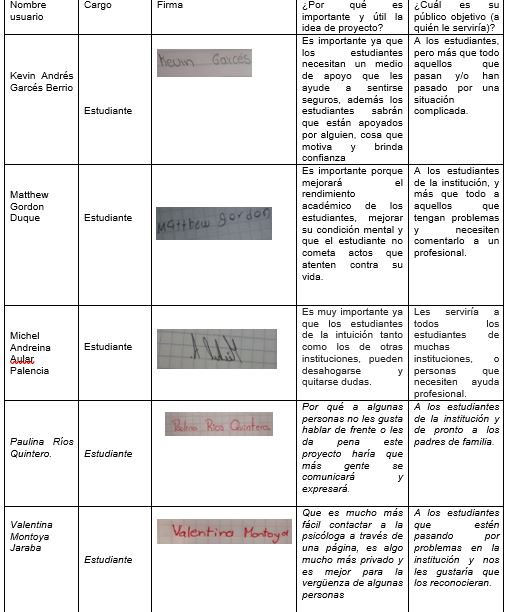 Nombre
usuario
Cargo
Firma
¿Por qué es
importante y útil la
idea de proyecto?
¿Cuál es su
público objetivo (a
quién le serviría)?
Kevin Andrés
Garcés Berrio
Estudiante
Kevin Garcés
Es importante ya que
los estudiantes
necesitan un medio
de apoyo que les
ayude a sentirse
seguros, además los
estudiantes sabrán
que están apoyados
por alguien, cosa que
motiva y brinda
confianza
A los estudiantes,
pero más que todo
aquellos que
pasan y/o han
pasado por una
situación
complicada.
Matthew
Gordon
Duque
Estudiante
Matthew gordon
Es importante porque
mejorará el
rendimiento
académico de los
estudiantes, mejorar
su condición mental y
que el estudiante no
cometa actos que
atenten contra su
vida.
A los estudiantes
de la institución, y
más que todo a
aquellos que
tengan problemas
y necesiten
comentarlo a un
profesional.
Michel
Andreina
Aular
Palencia
Estudiante
Es muy importante ya
que los estudiantes
de la intuición tanto
como los de otras
instituciones, pueden
desahogarse y
quitarse dudas.
Les serviría a
todos los
estudiantes de
muchas
instituciones, o
personas que
necesiten ayuda
profesional.
Paulina Ríos
Quintero.
Estudiante
Paulina Rios Quintero.
Por qué a algunas
personas no les gusta
hablar de frente o les
da pena este
proyecto haría que
más gente se
comunicará y
expresará.
A los estudiantes
de la institución y
de pronto a los
padres de familia.
Valentina
Montoya
Jaraba
Estudiante
Valentina Montoya
Que es mucho más
fácil contactar a la
psicóloga a través de
una página, es algo
mucho más privado y
es mejor para la
vergüenza de algunas
personas
A los estudiantes
que estén
pasando por
problemas en la
institución y nos
les gustaría que
los reconocieran.